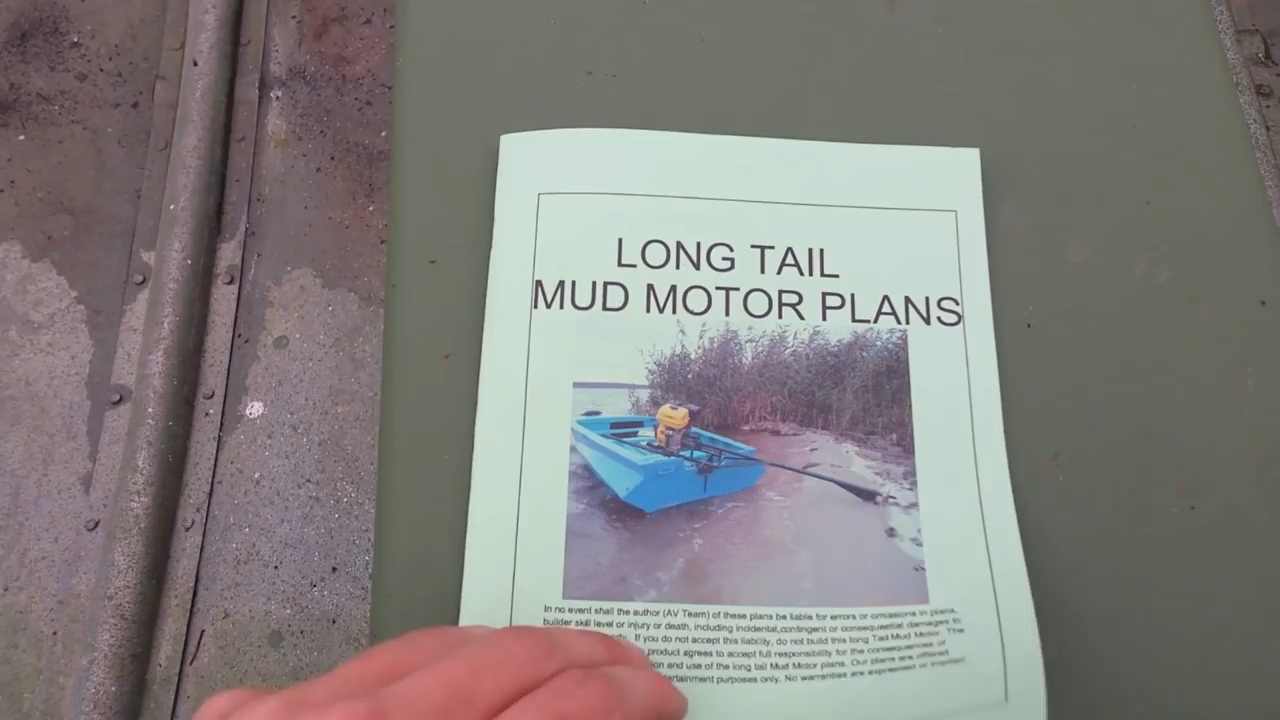 LONG TAIL
MUD MOTOR PLANS
In no event shall the author (AV Team) of these plans be liable for errors or omissions in plans,
builder skill level or injury or death, including incidental,contingent or consequential damages to
If you do not accept this liability, do not build this long Tail Mud Motor. The
product agrees to accept full responsibility for the consequences of
and use of the long tail Mud Motor plans. Our plans are offered
purposes only. No warranties are expressed or implied